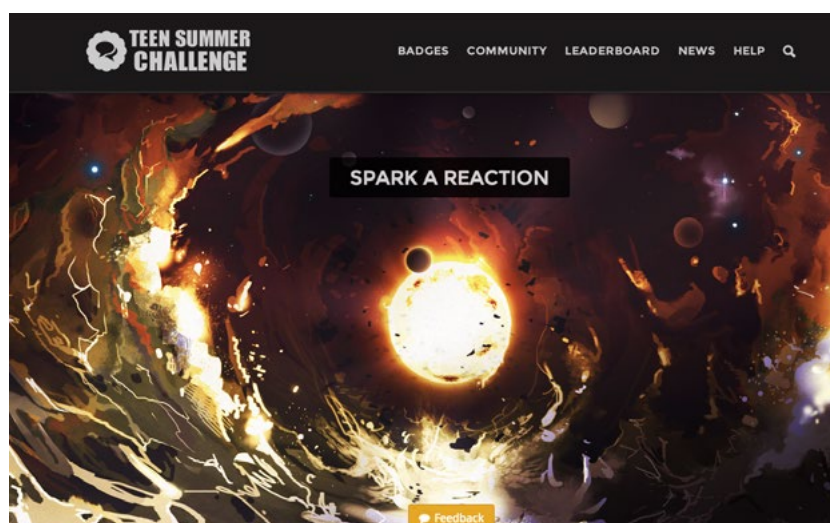 TEEN SUMMER
CHALLENGE
BADGES COMMUNITY LEADERBOARD NEWS HELP
SPARK A REACTION
Feedback